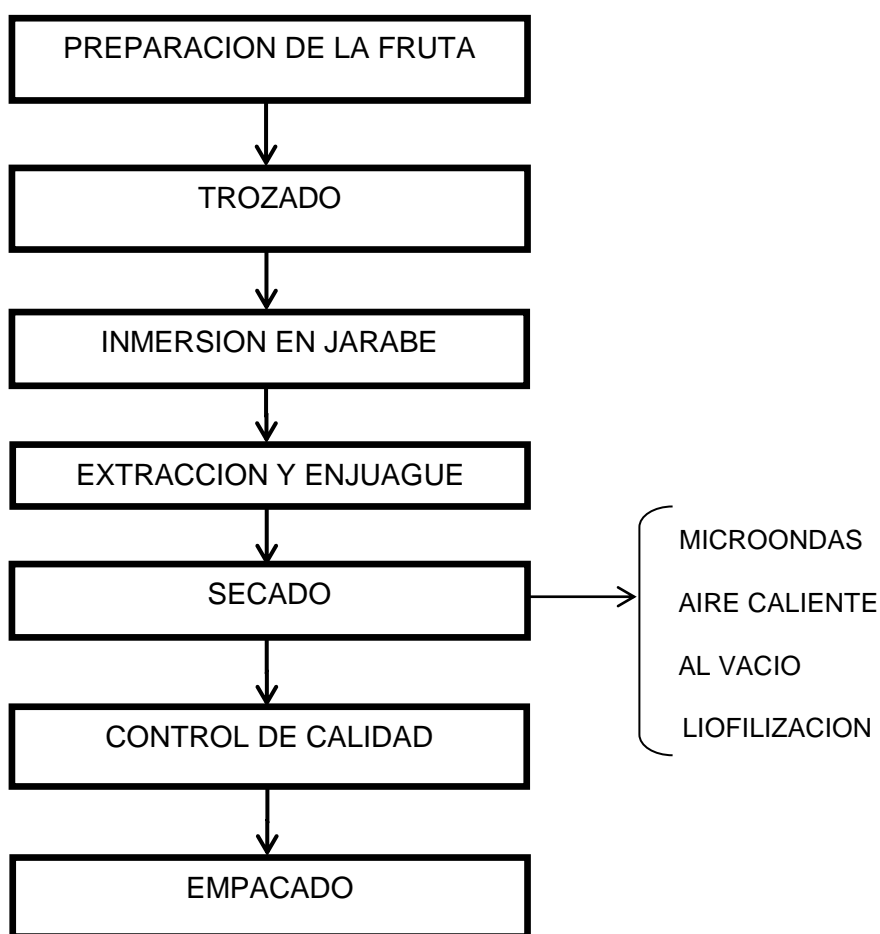 PREPARACION DE LA FRUTA
TROZADO
INMERSION EN JARABE
EXTRACCION Y ENJUAGUE
SECADO
MICROONDAS
AIRE CALIENTE
AL VACIO
LIOFILIZACION
CONTROL DE CALIDAD
EMPACADO